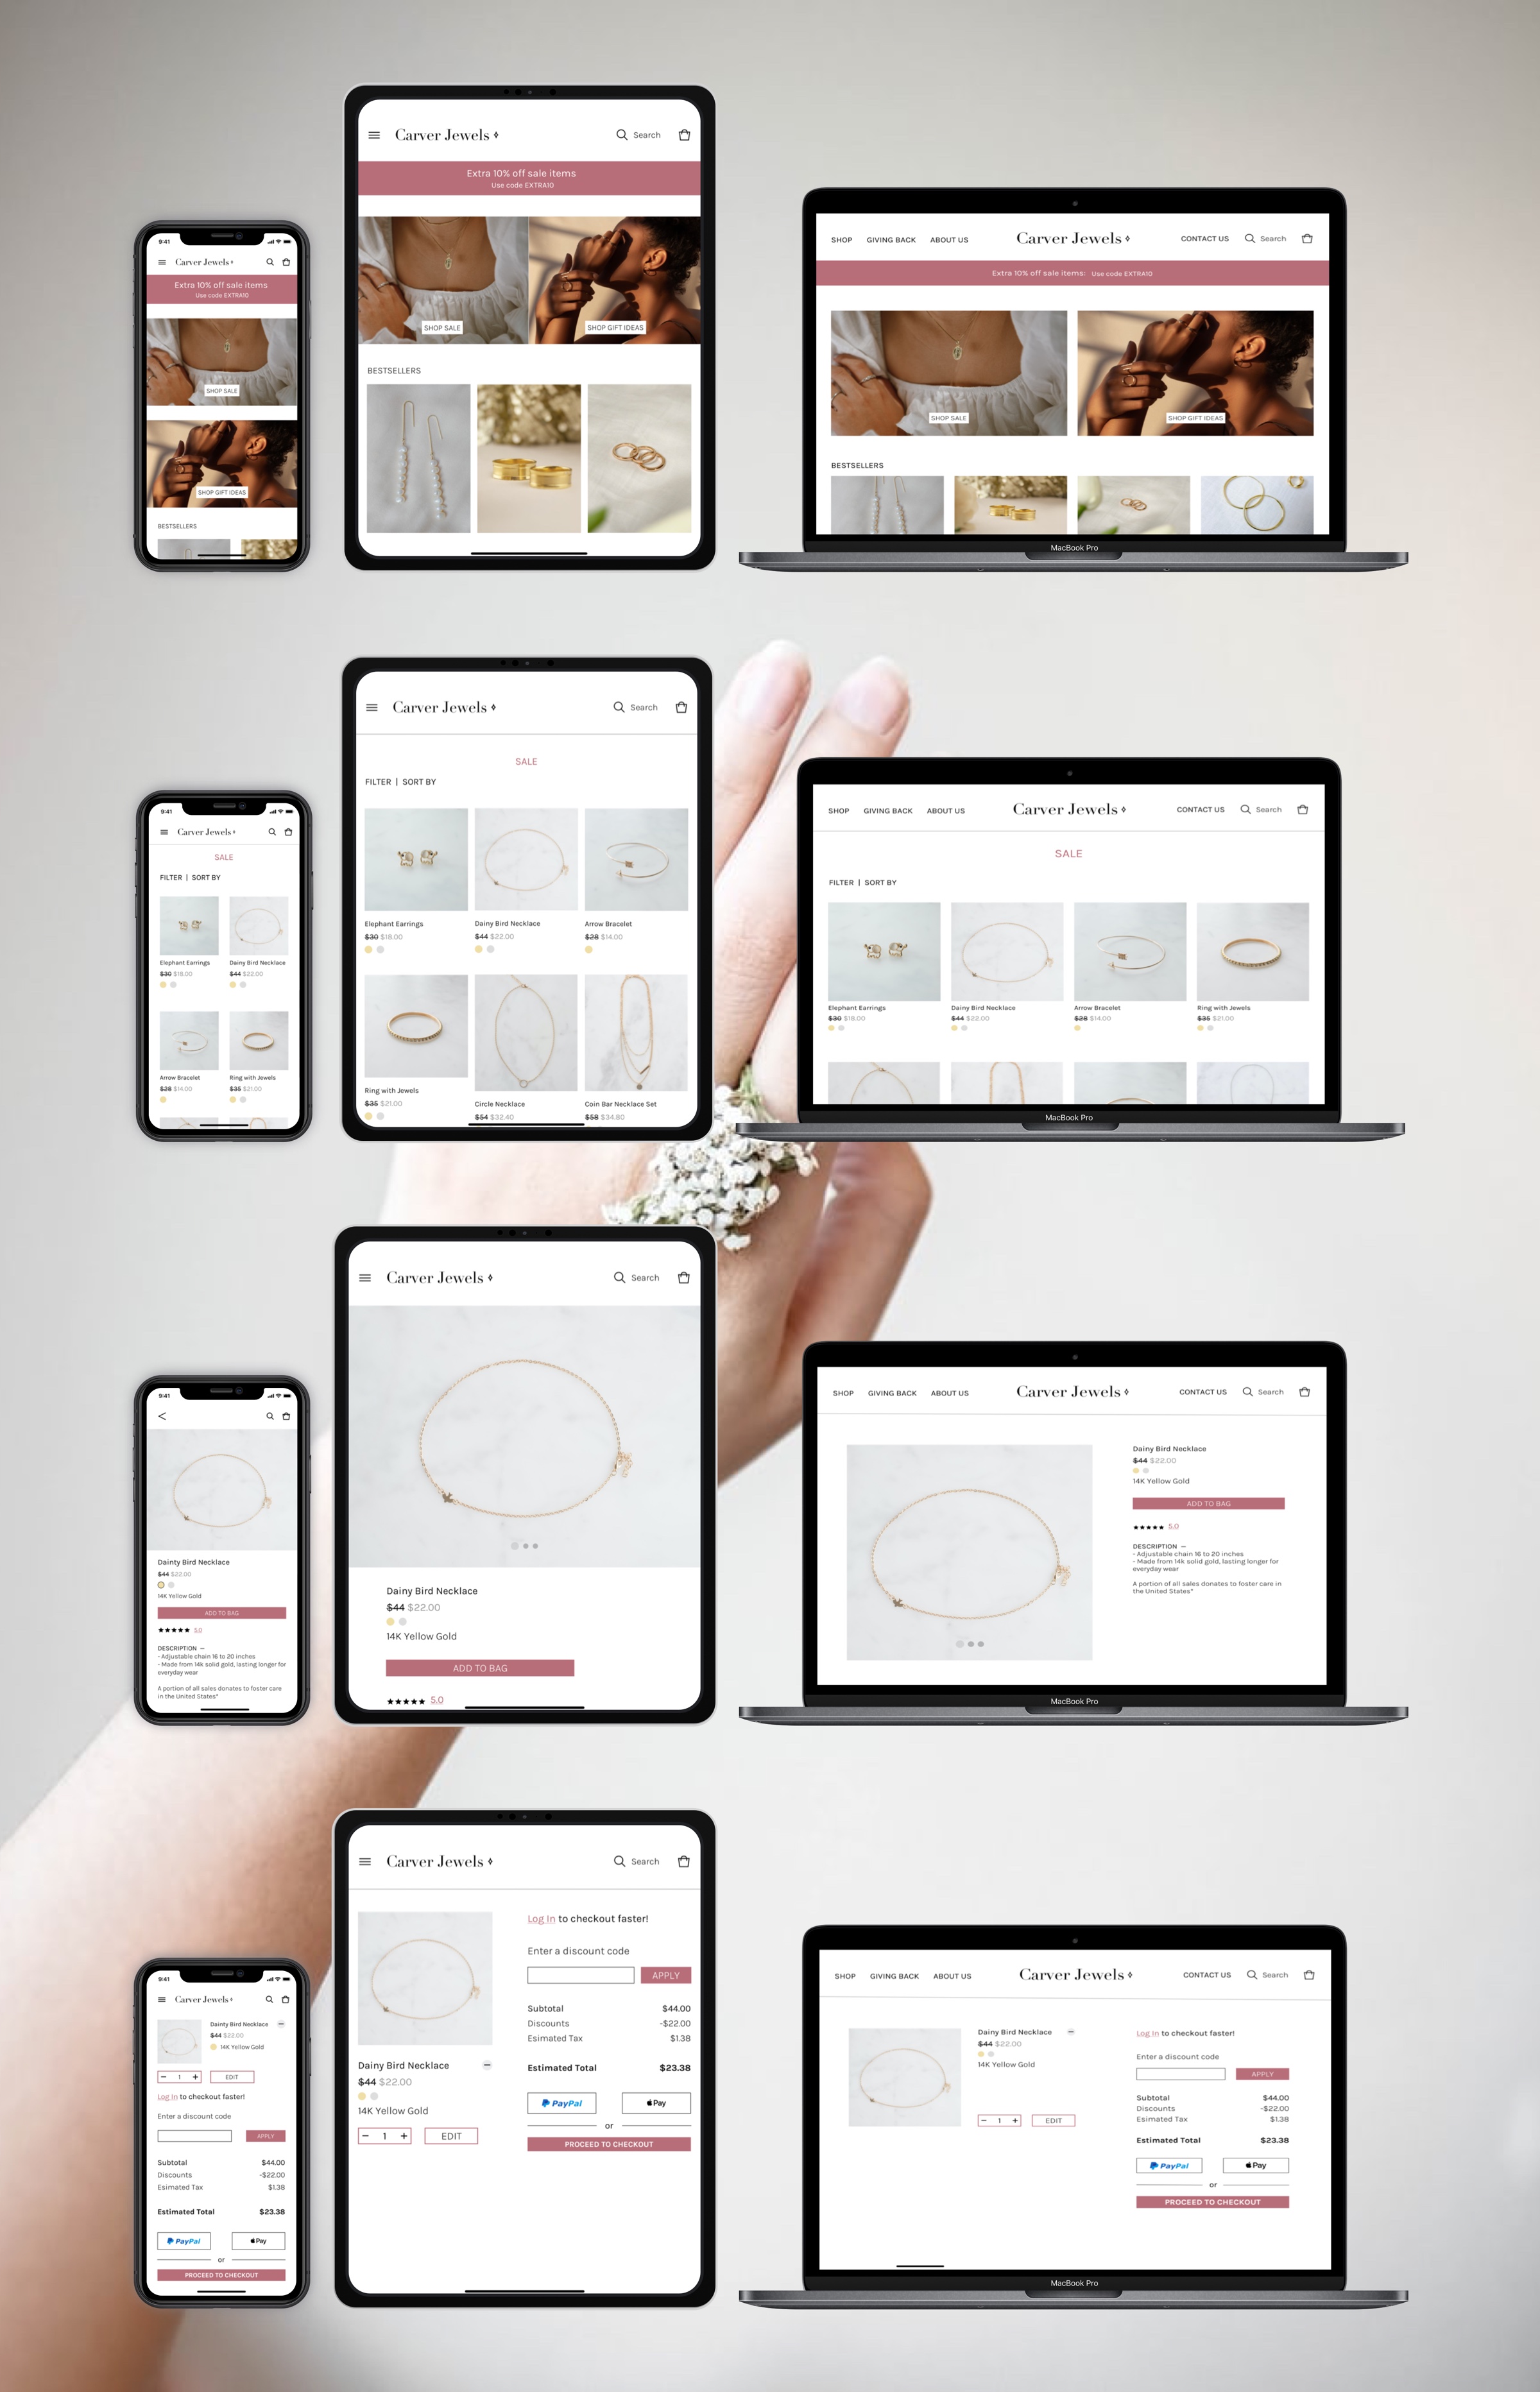 Carver Jewels
Search
Extra 10% off sale items
Use code EXTRA10
SHOP SALE
SHOP GIFT IDEAS
BESTSELLERS
9:41
Carver Jewels
Extra 10% off sale items
Use code EXTRA10
SHOP SALE
SHOP GIFT IDEAS
BESTSELLERS
SHOP GIVING BACK ABOUT US Carver Jewels CONTACT US Search
Extra 10% off sale items: Use code EXTRA10
SHOP SALE
SHOP GIFT IDEAS
BESTSELLERS
MacBook Pro
9:41
Carver Jewels
SALE
FILTER | SORT BY
Elephant Earrings Dainy Bird Necklace
$30 $18.00 $44 $22.00
Arrow Bracelet Ring with Jewels
$28 $14.00 $35 $21.00
Carver Jewels Search
SALE
FILTER | SORT BY
Elephant Earrings Dainy Bird Necklace Arrow Bracelet
$30 $18.00 $44 $22.00 $28 $14.00
Ring with Jewels Circle Necklace Coin Bar Necklace Set
$35 $21.00 $54 $32.40 $58 $34.80
SHOP GIVING BACK ABOUT US Carver Jewels CONTACT US Search
SALE
FILTER | SORT BY
Elephant Earrings Dainy Bird Necklace Arrow Bracelet Ring with Jewels
$30 $18.00 $44 $22.00 $28 $14.00 $35 $21.00
MacBook Pro
9:41
<
Dainty Bird Necklace
$44 $22.00
14K Yellow Gold
ADD TO BAG
★★★★★ 5.0
DESCRIPTION –
- Adjustable chain 16 to 20 inches
- Made from 14k solid gold, lasting longer for
everyday wear
A portion of all sales donates to foster care
in the United States*
Carver Jewels Search
Dainy Bird Necklace
$44 $22.00
14K Yellow Gold
ADD TO BAG
★★★★★ 5.0
SHOP GIVING BACK ABOUT US Carver Jewels CONTACT US Search
Dainy Bird Necklace
$44 $22.00
14K Yellow Gold
ADD TO BAG
★★★★★ 5.0
DESCRIPTION –
- Adjustable chain 16 to 20 inches
- Made from 14k solid gold, lasting longer for
everyday wear
A portion of all sales donates to foster care in
the United States*
MacBook Pro
9:41
Carver Jewels
Dainty Bird Necklace –
$44 $22.00
14K Yellow Gold
– 1 + EDIT
Log In to checkout faster!
Enter a discount code
APPLY
Subtotal $44.00
Discounts -$22.00
Esimated Tax $1.38
Estimated Total $23.38
PayPal Pay
or
PROCEED TO CHECKOUT
Carver Jewels Search
Dainy Bird Necklace –
$44 $22.00
14K Yellow Gold
– 1 + EDIT
Log In to checkout faster!
Enter a discount code
APPLY
Subtotal $44.00
Discounts -$22.00
Esimated Tax $1.38
Estimated Total $23.38
PayPal Pay
or
PROCEED TO CHECKOUT
SHOP GIVING BACK ABOUT US Carver Jewels CONTACT US Search
Dainy Bird Necklace –
$44 $22.00
14K Yellow Gold
– 1 + EDIT
Log In to checkout faster!
Enter a discount code
APPLY
Subtotal $44.00
Discounts -$22.00
Esimated Tax $1.38
Estimated Total $23.38
PayPal Pay
or
PROCEED TO CHECKOUT
MacBook Pro